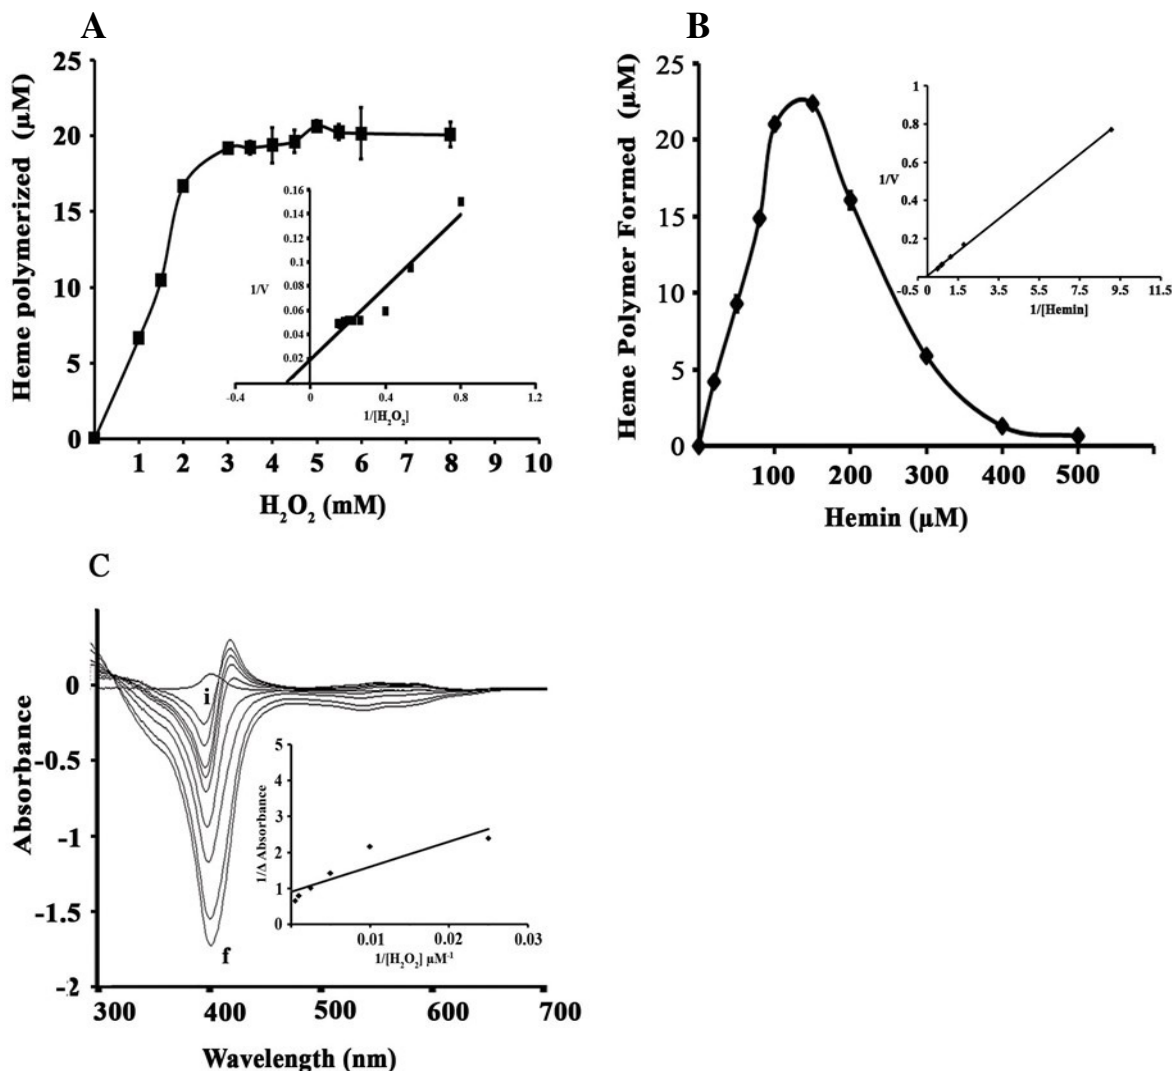 A
Heme polymerized (μM)
25
20
15
10
5
0
1 2 3 4 5 6 7 8 9 10
H₂O₂ (mM)
0.16
0.14
0.12
0.10
0.08
0.06
0.04
0.02
1/V
-0.4 0 0.4 0.8 1.2
1/[H₂O₂]
B
Heme Polymer Formed (μM)
25
20
15
10
5
0
100 200 300 400 500
Hemin (μM)
1
0.8
0.6
0.4
0.2
1/V
-0.5 0 1.5 3.5 5.5 7.5 9.5 11.5
1/[Hemin]
C
Absorbance
0
-0.5
-1
-1.5
-2
300 400 500 600 700
Wavelength (nm)
i
f
1/Δ Absorbance
5
4
3
2
1
0
0.01 0.02 0.03
1/[H₂O₂] μM⁻¹